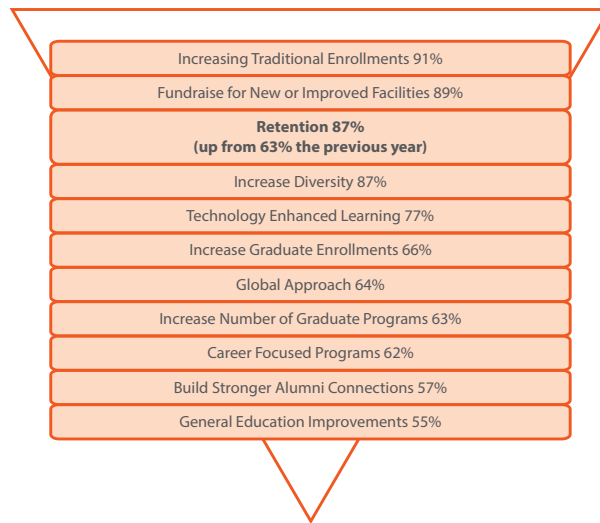 Increasing Traditional Enrollments 91%
Fundraise for New or Improved Facilities 89%
Retention 87%
(up from 63% the previous year)
Increase Diversity 87%
Technology Enhanced Learning 77%
Increase Graduate Enrollments 66%
Global Approach 64%
Increase Number of Graduate Programs 63%
Career Focused Programs 62%
Build Stronger Alumni Connections 57%
General Education Improvements 55%